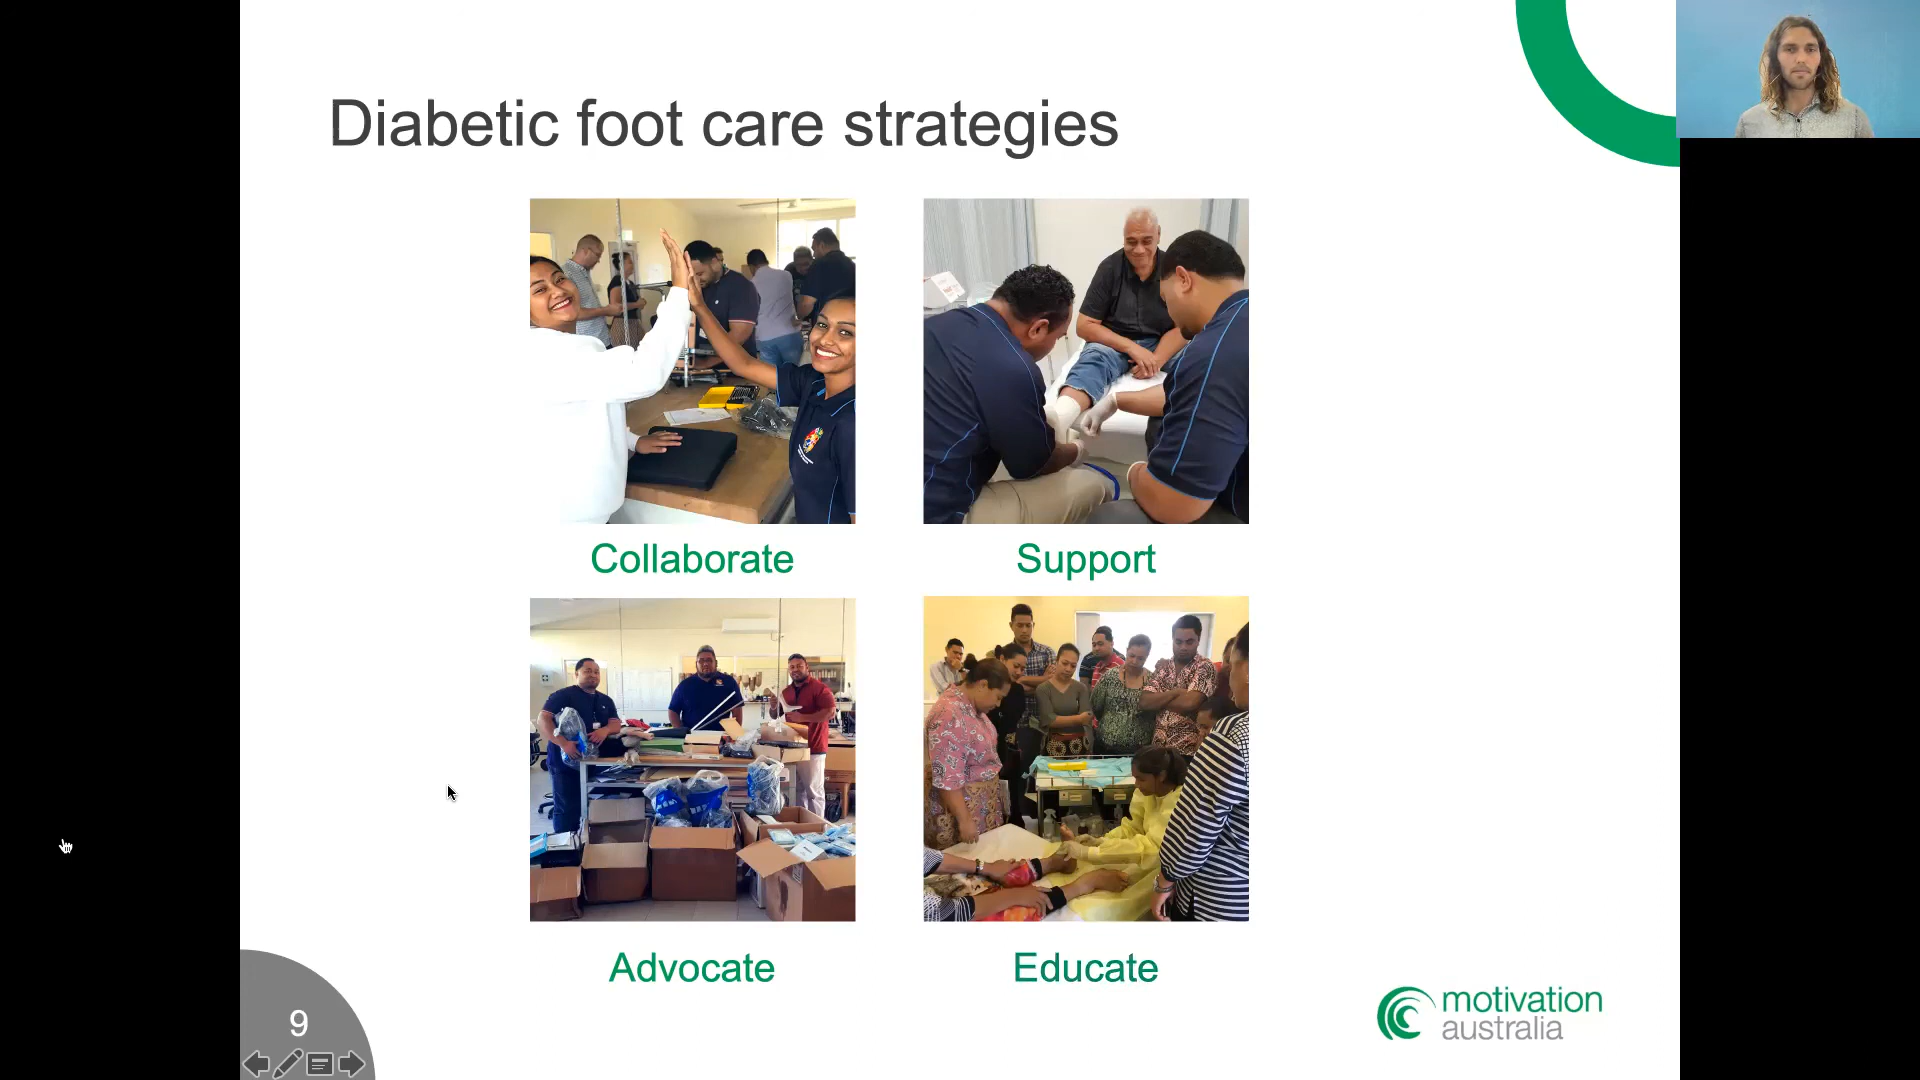 Diabetic foot care strategies
Collaborate
Support
Advocate
Educate
9
motivation
australia